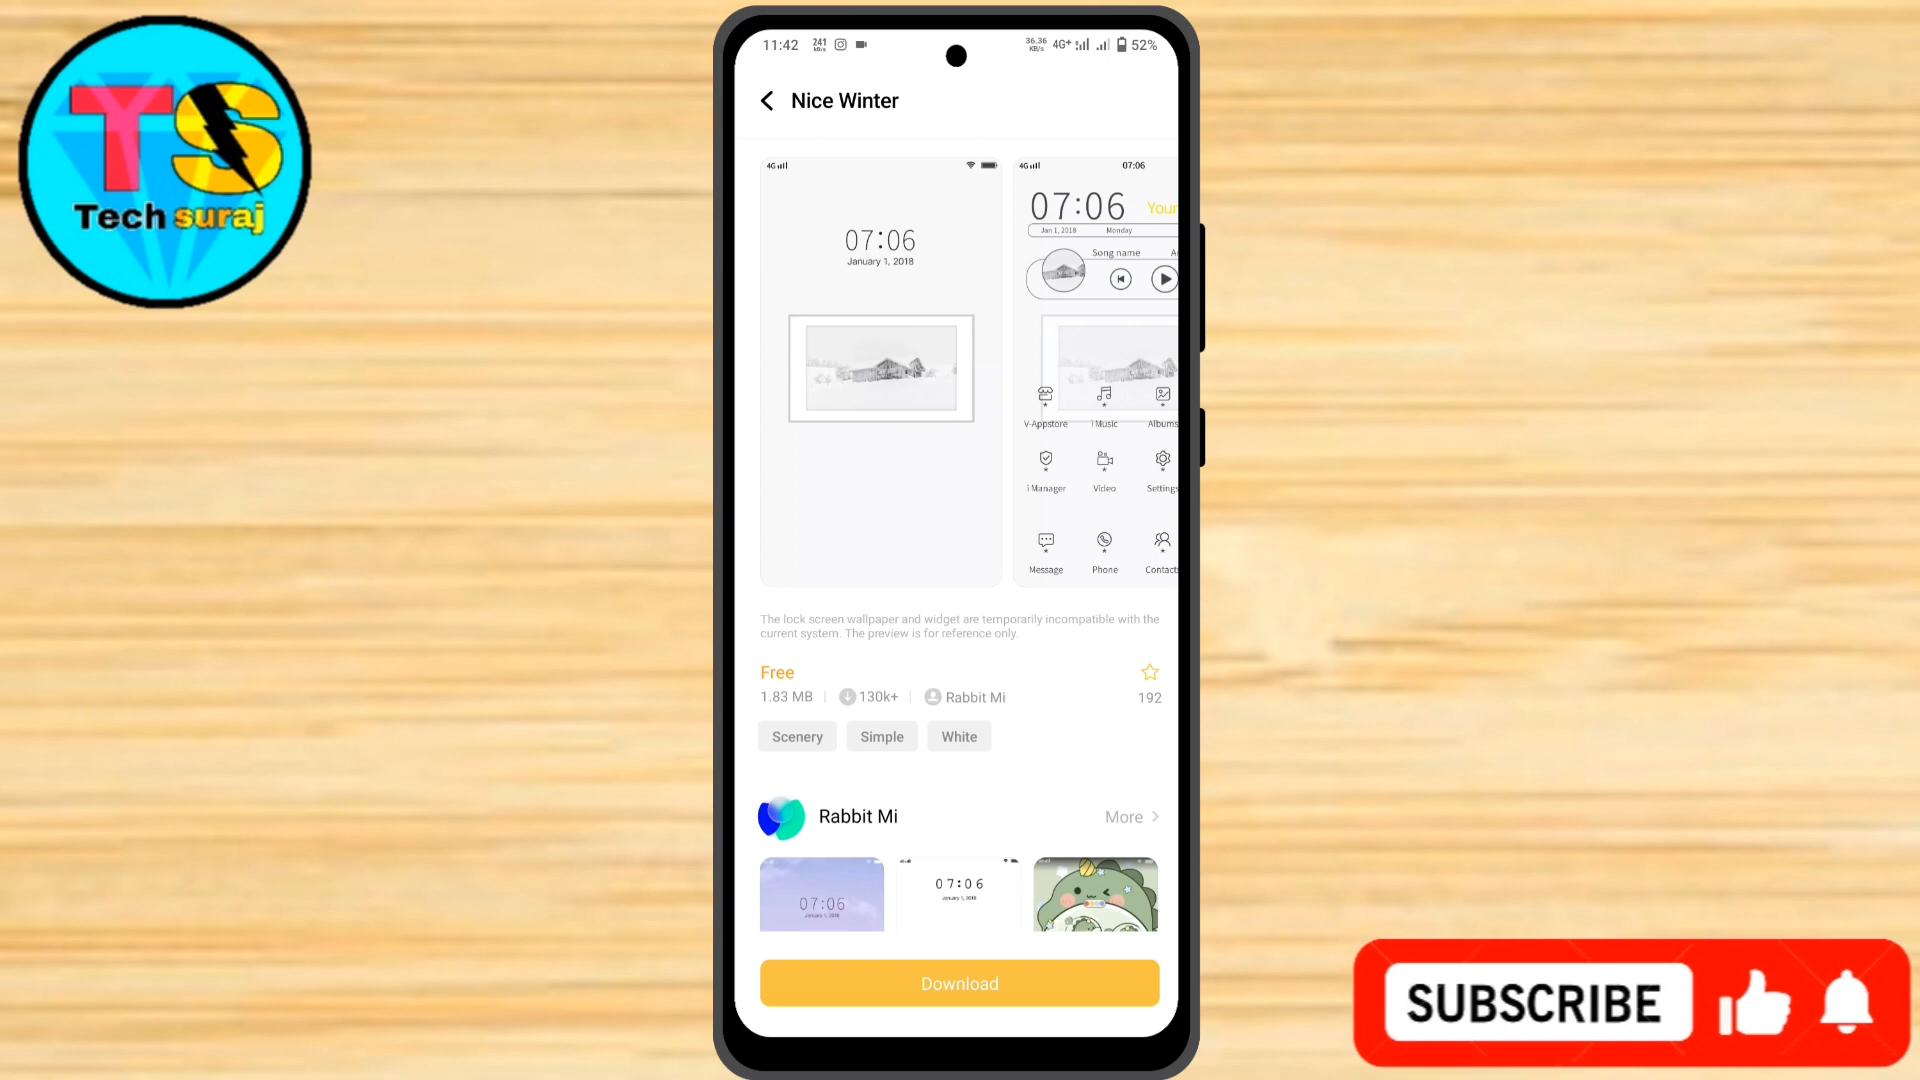 TS
Tech suraj
11:42 241 kB/s 36.36 KB/s 4G+ 52%
Nice Winter
4G
07:06
January 1, 2018
4G 07:06
07:06 Your
Jan 1, 2018 Monday
Song name
V-Appstore i Music Albums
i Manager Video Settings
Message Phone Contacts
The lock screen wallpaper and widget are temporarily incompatible with the
current system. The preview is for reference only.
Free
1.83 MB 130k+ Rabbit Mi 192
Scenery Simple White
Rabbit Mi More
07:06
January 1, 2018
07:06
January 1, 2018
Download
SUBSCRIBE